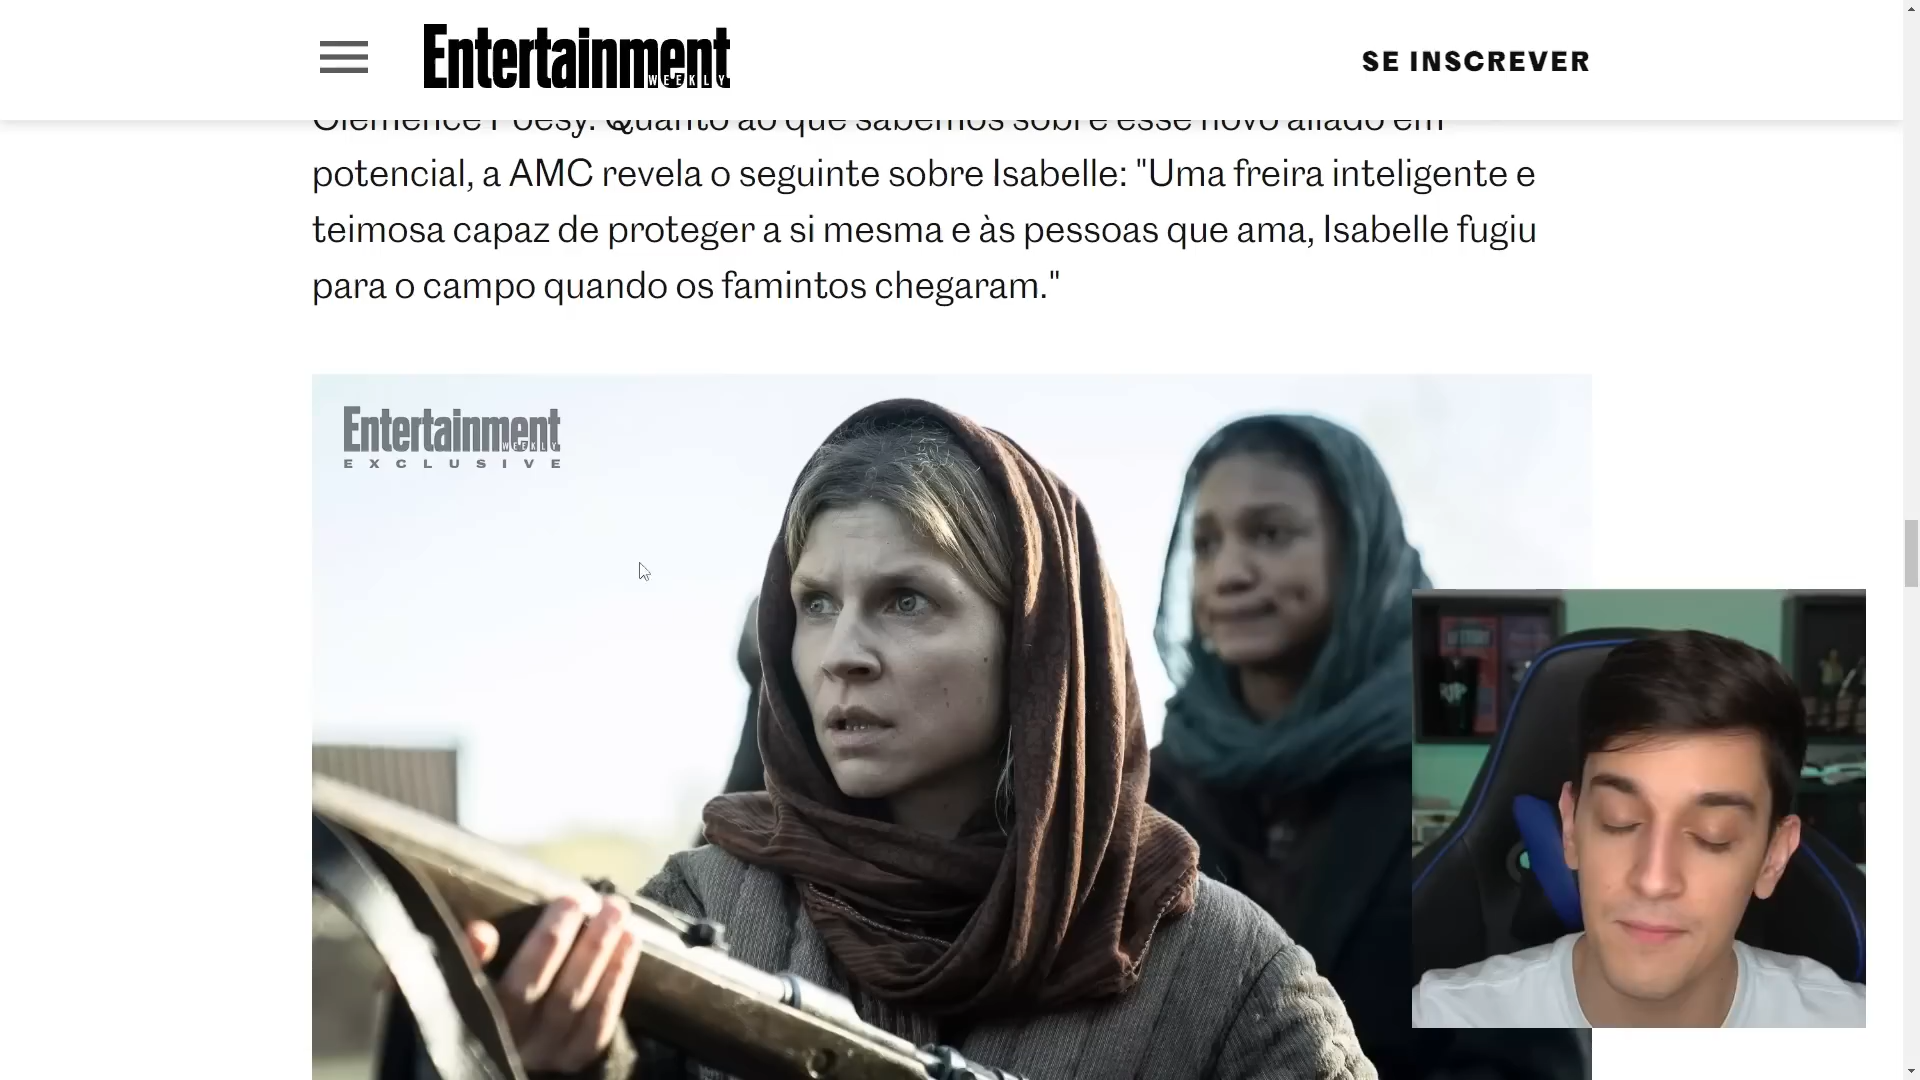 Entertainment
WEEKLY
SE INSCREVER
Clémence Poésy. Quanto ao que sabemos sobre esse novo aliado em
potencial, a AMC revela o seguinte sobre Isabelle: "Uma freira inteligente e
teimosa capaz de proteger a si mesma e às pessoas que ama, Isabelle fugiu
para o campo quando os famintos chegaram."
Entertainment
WEEKLY
EXCLUSIVE